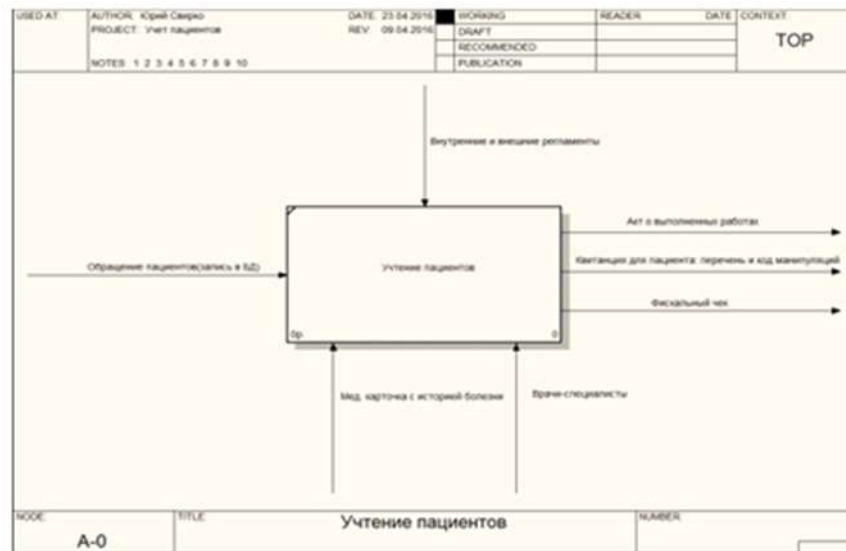 USED AT:
AUTHOR: Юрий Свирко
DATE: 23.04.2016
WORKING
READER
DATE
CONTEXT:
PROJECT: Учет пациентов
REV: 09.04.2016
DRAFT
TOP
RECOMMENDED
NOTES: 1 2 3 4 5 6 7 8 9 10
PUBLICATION
Внутренние и внешние регламенты
Акт о выполненных работах
Обращение пациентов(запись в БД)
Учтение пациентов
Квитанция для пациента: перечень и код манипуляций
Фискальный чек
0р.
0
Мед. карточка с историей болезни
Врачи-специалисты
NODE:
TITLE:
Учтение пациентов
NUMBER:
A-0